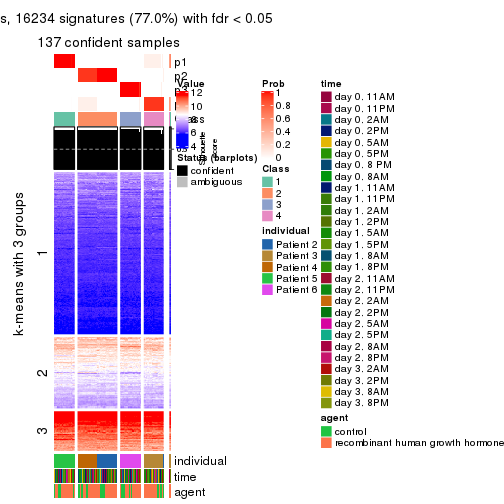 s, 16234 signatures (77.0%) with fdr < 0.05
137 confident samples
p1
p2
Value
12
10
8
6
4
Silhouette
score
Status (barplots)
confident
ambiguous
Prob
1
0.8
0.6
0.4
0.2
0
Class
1
2
3
4
individual
Patient 2
Patient 3
Patient 4
Patient 5
Patient 6
time
day 0. 11AM
day 0. 11PM
day 0. 2AM
day 0. 2PM
day 0. 5AM
day 0. 5PM
day 0. 8 PM
day 0. 8AM
day 1. 11AM
day 1. 11PM
day 1. 2AM
day 1. 2PM
day 1. 5AM
day 1. 5PM
day 1. 8AM
day 1. 8PM
day 2. 11AM
day 2. 11PM
day 2. 2AM
day 2. 2PM
day 2. 5AM
day 2. 5PM
day 2. 8AM
day 2. 8PM
day 3. 2AM
day 3. 2PM
day 3. 8AM
day 3. 8PM
agent
control
recombinant human growth hormone
k-means with 3 groups
1
2
3
individual
time
agent